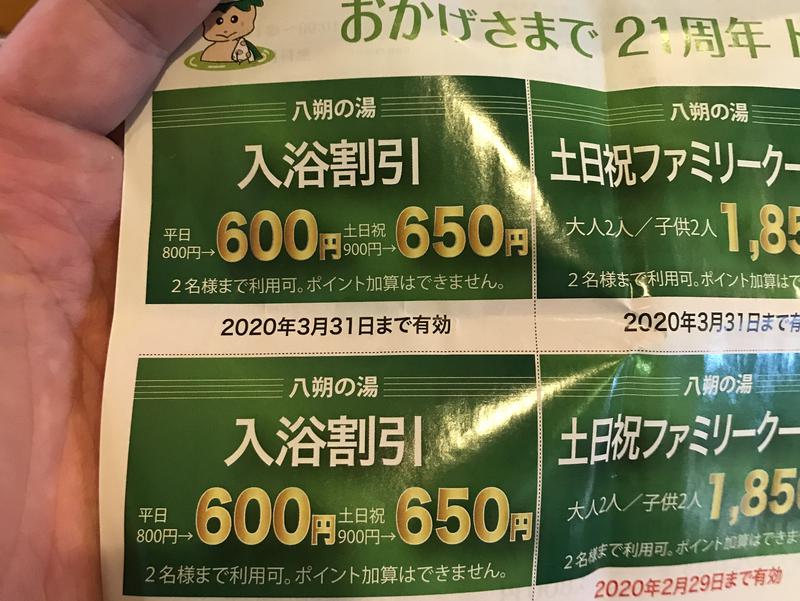 おかげさまで 21周年
八朔の湯
入浴割引
平日 800円→600円 土日祝 900円→650円
2名様まで利用可。ポイント加算はできません。
2020年3月31日まで有効
八朔の湯
土日祝ファミリークー
大人2人／子供2人 1,85
2名様まで利用可。ポイント加算は
2020年3月31日まで有
八朔の湯
入浴割引
平日 800円→600円 土日祝 900円→650円
2名様まで利用可。ポイント加算はできません。
八朔の湯
土日祝ファミリークー
大人2人／子供2人 1,850
2名様まで利用可。ポイント加算はできま
2020年2月29日まで有効